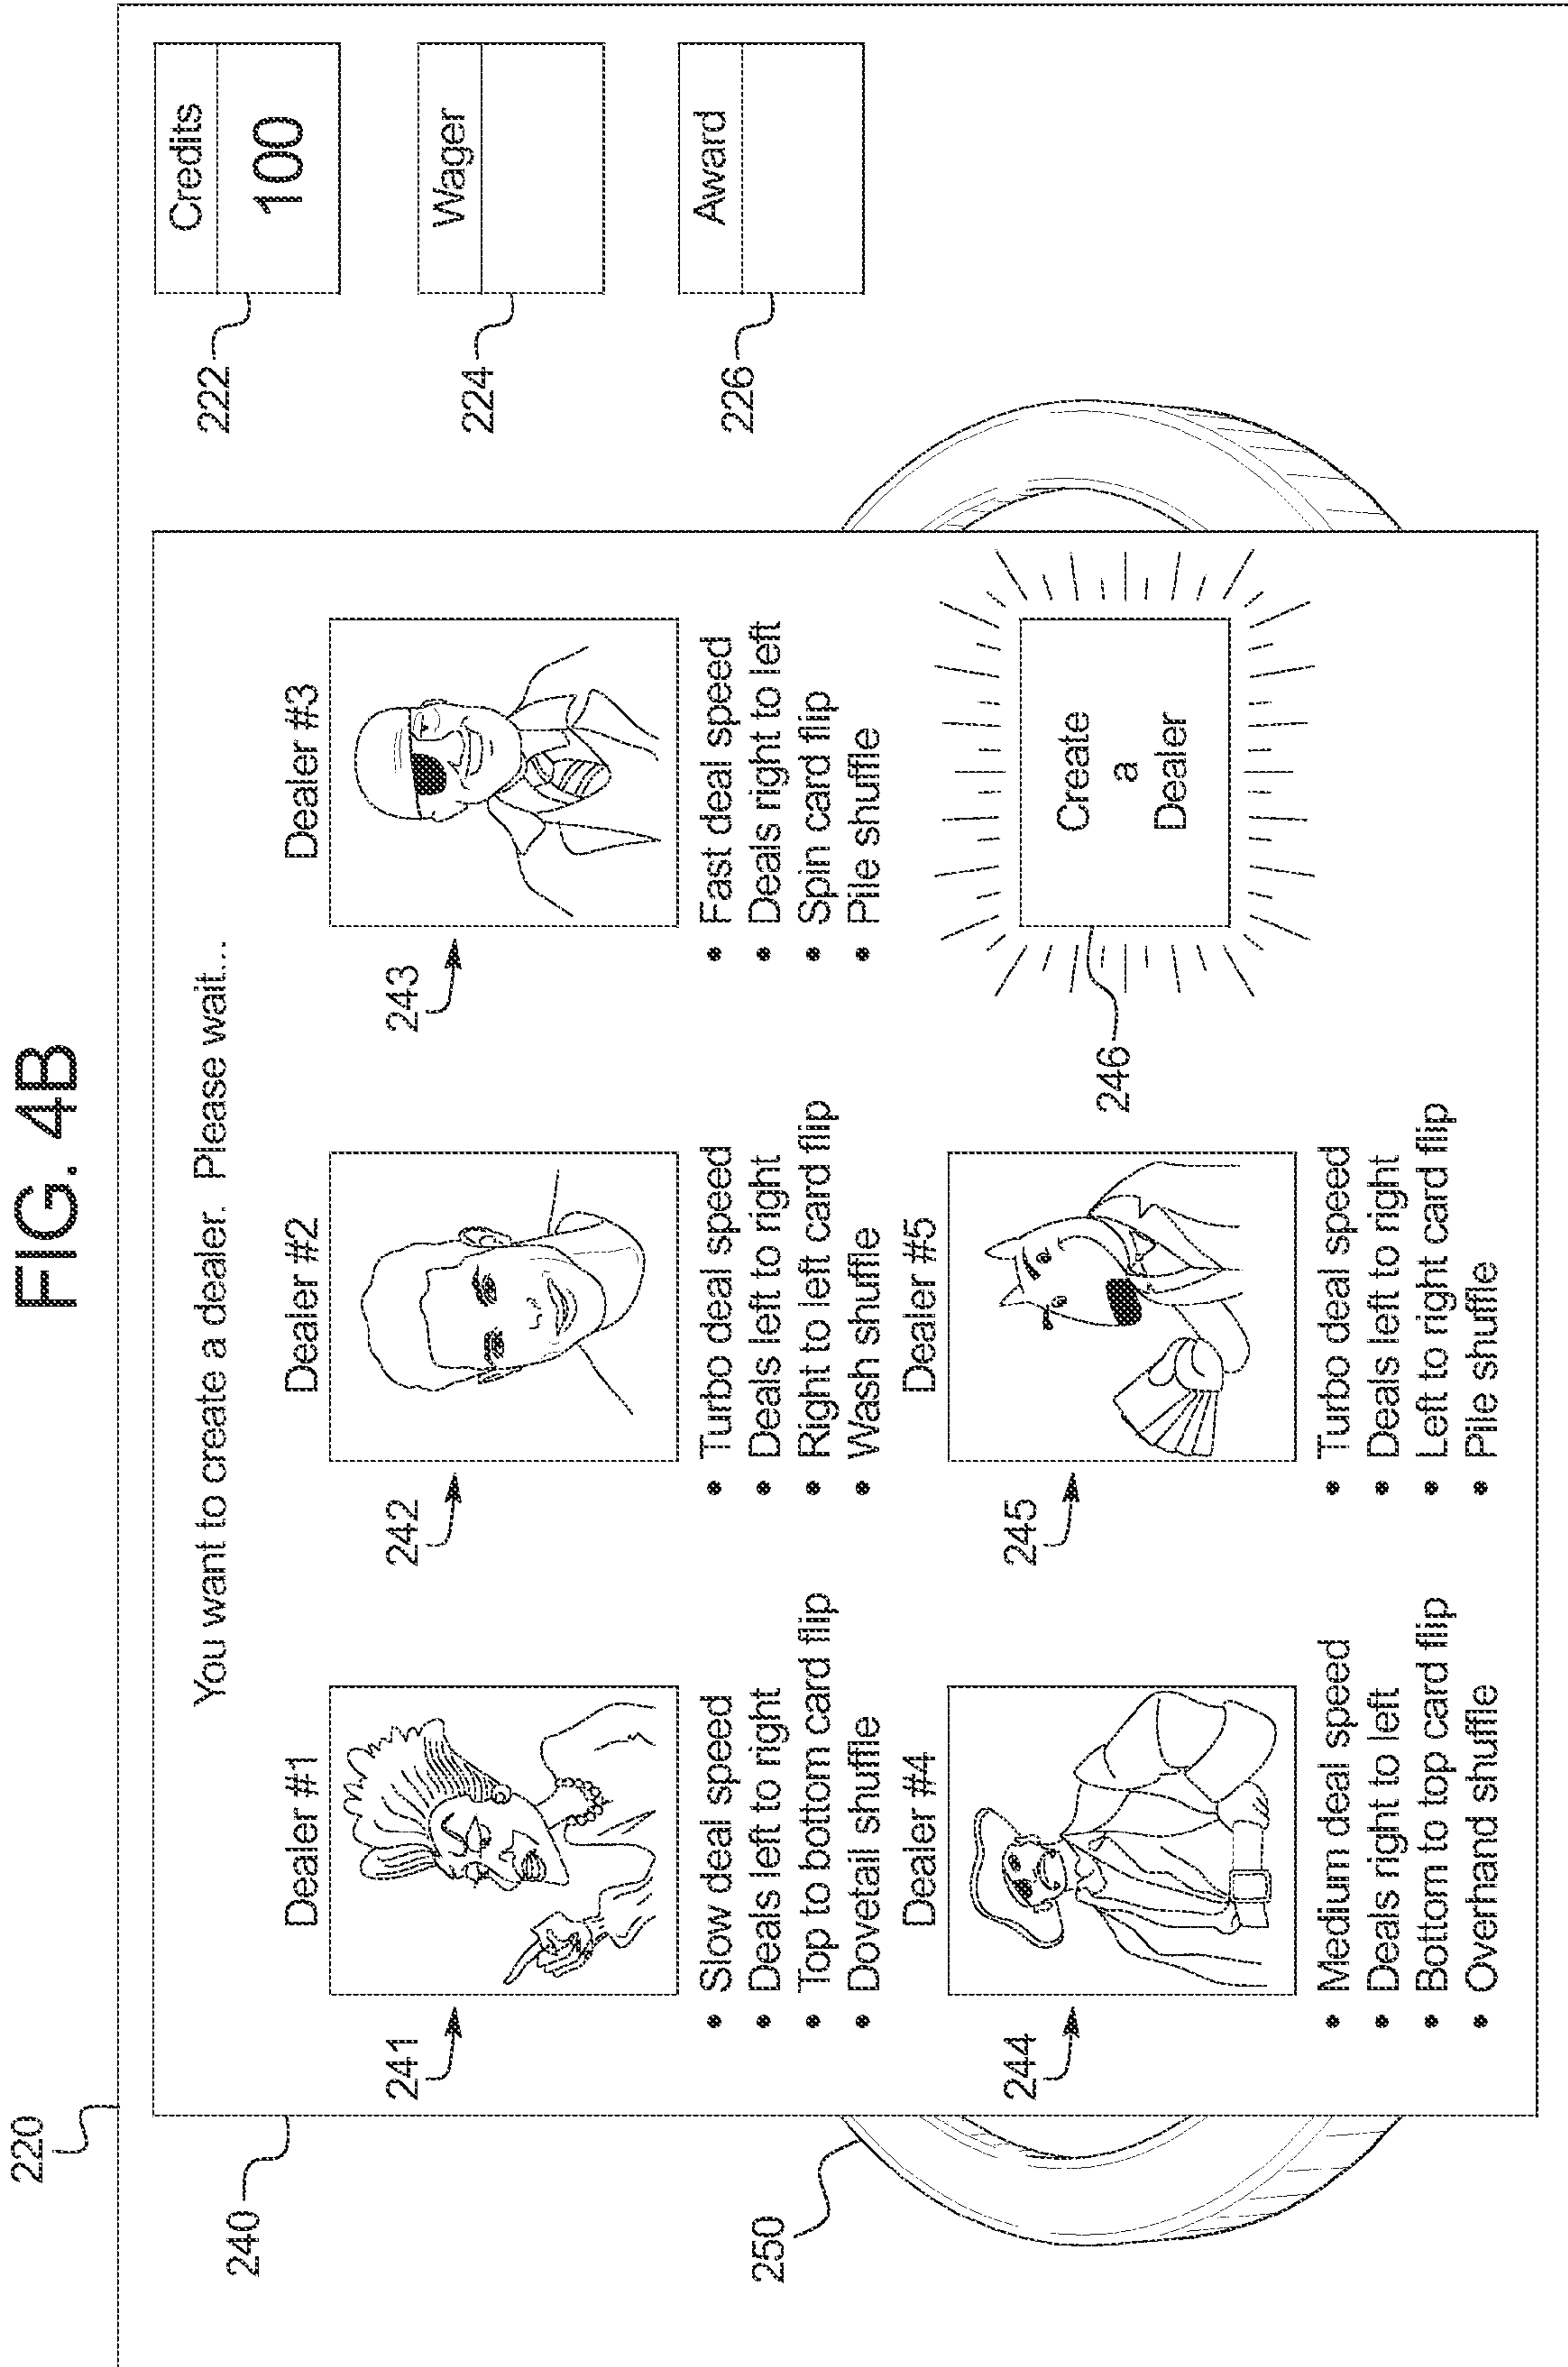 FIG. 4B
220
240
250
You want to create a dealer. Please wait...
Dealer #1
241
• Slow deal speed
• Deals left to right
• Top to bottom card flip
• Dovetail shuffle
Dealer #2
242
• Turbo deal speed
• Deals left to right
• Right to left card flip
• Wash shuffle
Dealer #3
243
• Fast deal speed
• Deals right to left
• Spin card flip
• Pile shuffle
Dealer #4
244
• Medium deal speed
• Deals right to left
• Bottom to top card flip
• Overhand shuffle
Dealer #5
245
• Turbo deal speed
• Deals left to right
• Left to right card flip
• Pile shuffle
246
Create
a
Dealer
222
Credits
100
224
Wager
226
Award